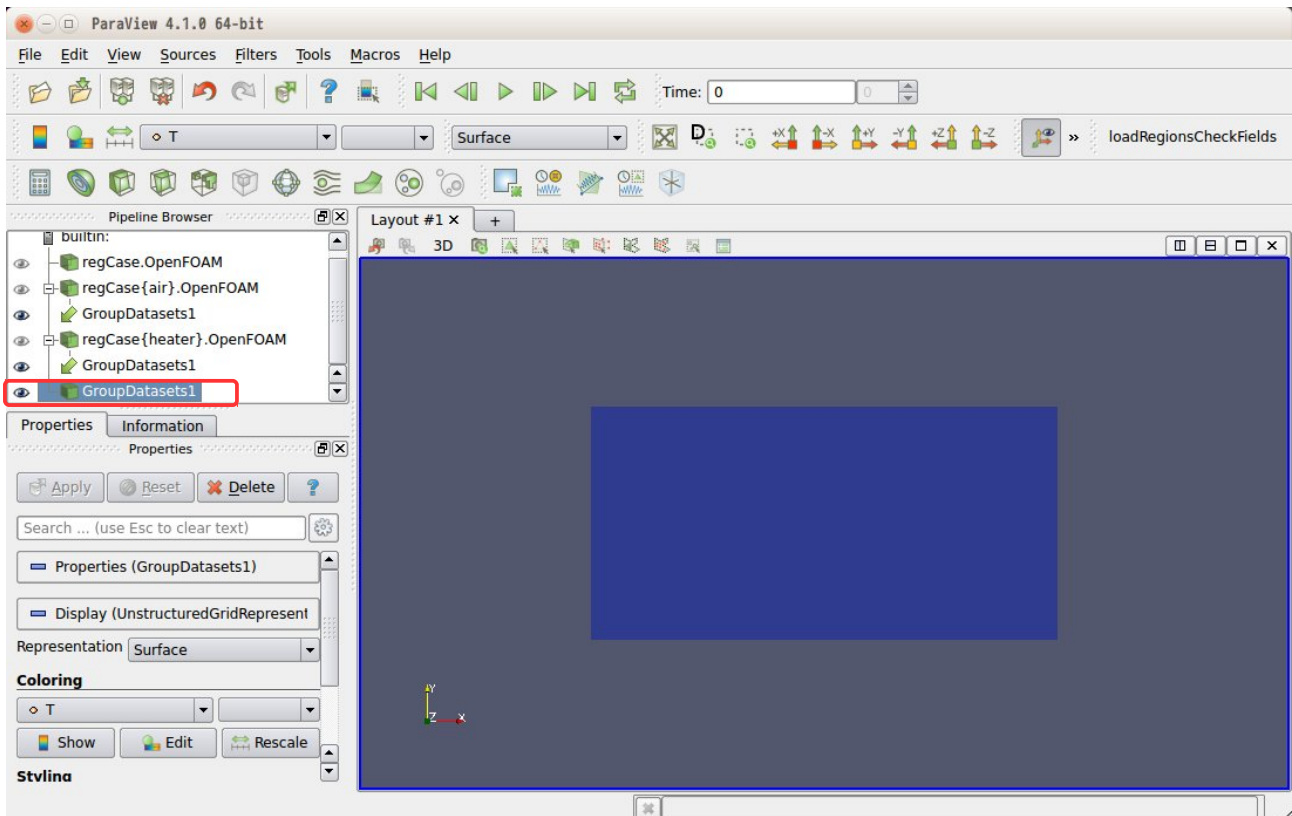 ParaView 4.1.0 64-bit
File Edit View Sources Filters Tools Macros Help
? Time: 0 0
T Surface D +X -X +Y -Y +Z -Z » loadRegionsCheckFields
Pipeline Browser
Layout #1 +
3D
builtin:
regCase.OpenFOAM
regCase{air}.OpenFOAM
GroupDatasets1
regCase{heater}.OpenFOAM
GroupDatasets1
GroupDatasets1
Properties Information
Properties
Apply Reset Delete ?
Search ... (use Esc to clear text)
Properties (GroupDatasets1)
Display (UnstructuredGridRepresent
Representation Surface
Coloring
T
Show Edit Rescale
Styling
Y
Z X